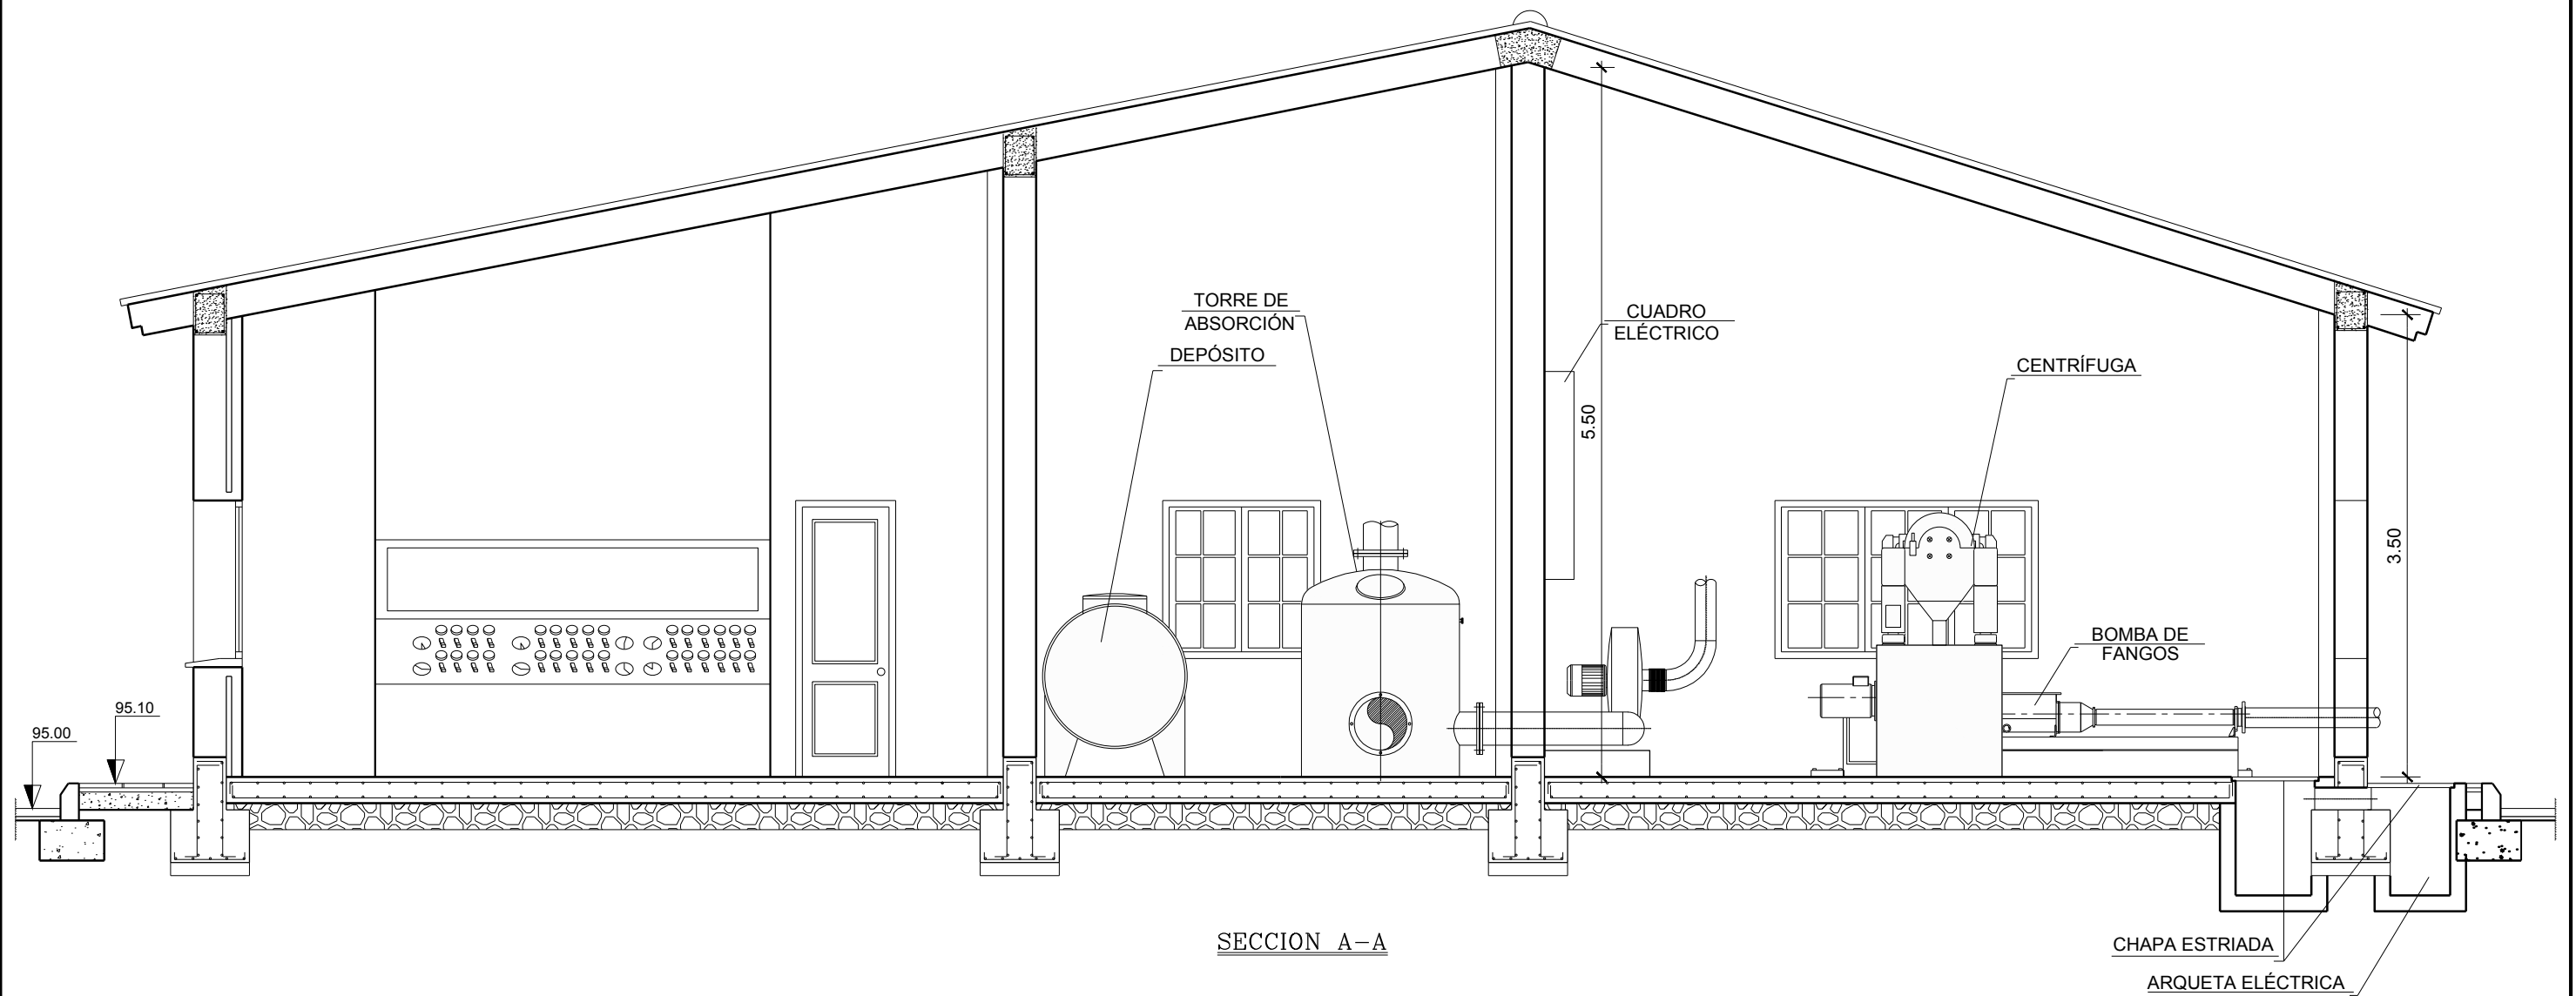 TORRE DE
ABSORCIÓN
DEPÓSITO
CUADRO
ELÉCTRICO
CENTRÍFUGA
5.50
3.50
BOMBA DE
FANGOS
95.10
95.00
SECCION A-A
CHAPA ESTRIADA
ARQUETA ELÉCTRICA